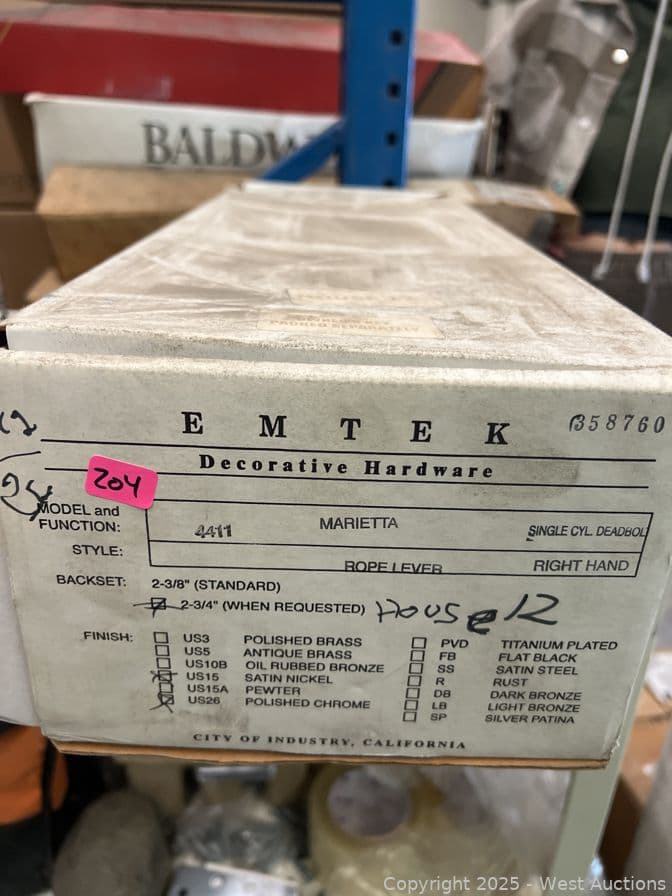 BALDW
PACKED SEPARATELY
EMTEK
358760
Decorative Hardware
204
MODEL and FUNCTION: 4411 MARIETTA SINGLE CYL. DEADBOL
STYLE: ROPE LEVER RIGHT HAND
BACKSET: 2-3/8" (STANDARD)
2-3/4" (WHEN REQUESTED) House 12
FINISH: US3 POLISHED BRASS PVD TITANIUM PLATED
US5 ANTIQUE BRASS FB FLAT BLACK
US10B OIL RUBBED BRONZE SS SATIN STEEL
US15 SATIN NICKEL R RUST
US15A PEWTER DB DARK BRONZE
US26 POLISHED CHROME LB LIGHT BRONZE
SP SILVER PATINA
CITY OF INDUSTRY, CALIFORNIA
Copyright 2025 - West Auctions